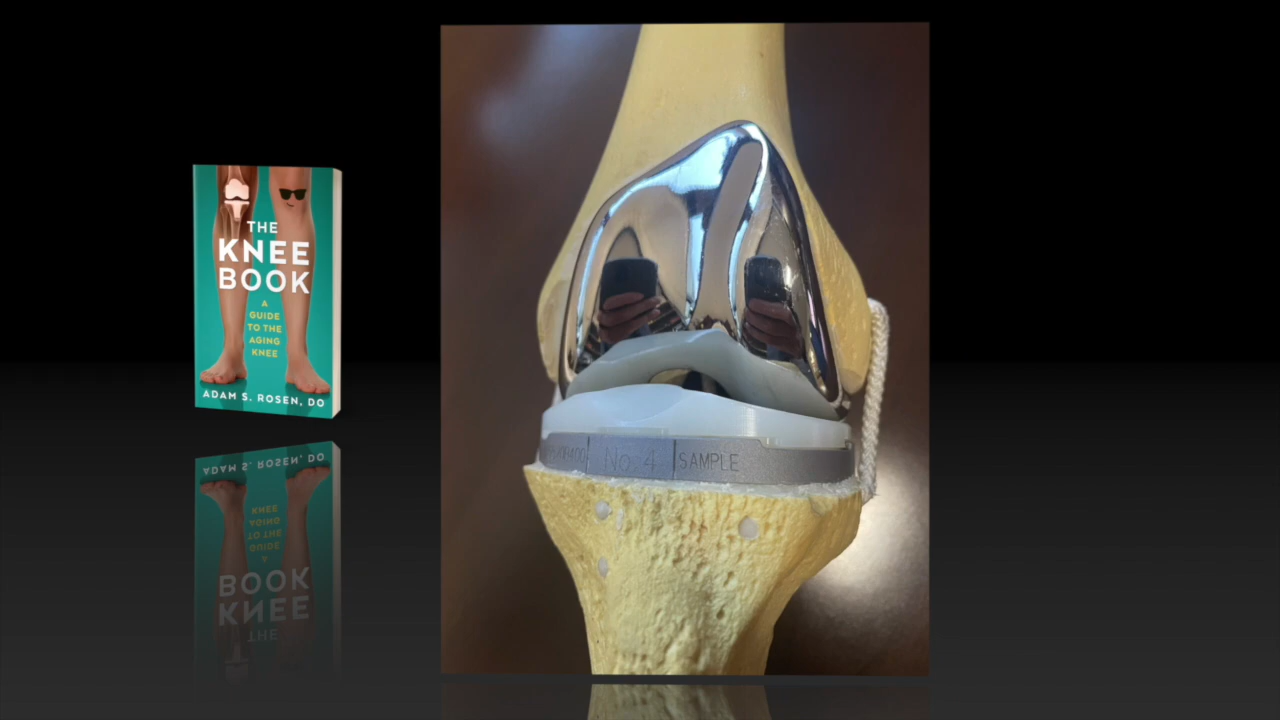 THE
KNEE
BOOK
A
GUIDE
TO THE
AGING
KNEE
ADAM S. ROSEN, DO
No. 4
SAMPLE